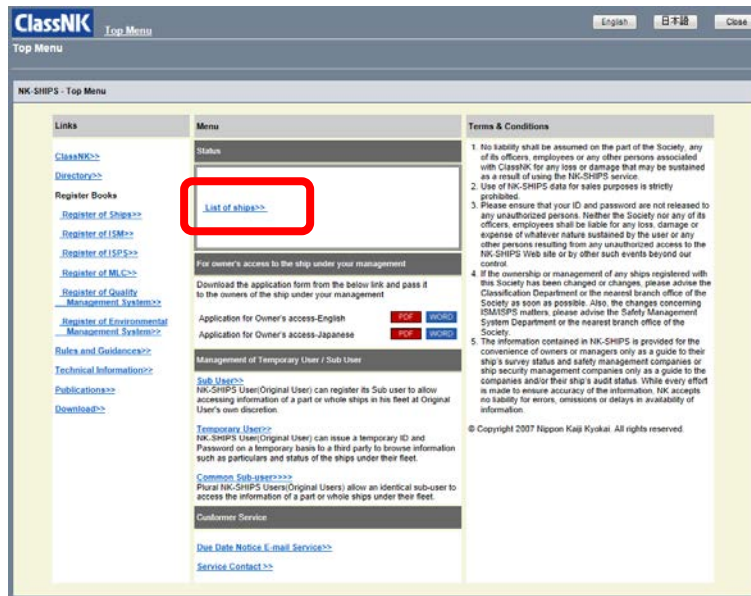 ClassNK Top Menu
English 日本語 Close
Top Menu
NK-SHIPS - Top Menu
Links
ClassNK>>
Directory>>
Register Books
Register of Ships>>
Register of ISM>>
Register of ISPS>>
Register of MLC>>
Register of Quality
Management System>>
Register of Environmental
Management System>>
Rules and Guidances>>
Technical Information>>
Publications>>
Download>>
Menu
Status
List of ships>>
For owner's access to the ship under your management
Download the application form from the below link and pass it
to the owners of the ship under your management
Application for Owner's access-English PDF WORD
Application for Owner's access-Japanese PDF WORD
Management of Temporary User / Sub User
Sub User>>
NK-SHIPS User(Original User) can register its Sub user to allow
accessing information of a part or whole ships in his fleet at Original
User's own discretion.
Temporary User>>
NK-SHIPS User(Original User) can issue a temporary ID and
Password on a temporary basis to a third party to browse information
such as particulars and status of the ships under their fleet.
Common Sub-user>>>>
Plural NK-SHIPS Users(Original Users) allow an identical sub-user to
access the information of a part or whole ships under their fleet.
Customer Service
Due Date Notice E-mail Service>>
Service Contact >>
Terms & Conditions
1. No liability shall be assumed on the part of the Society, any
of its officers, employees or any other persons associated
with ClassNK for any loss or damage that may be sustained
as a result of using the NK-SHIPS service.
2. Use of NK-SHIPS data for sales purposes is strictly
prohibited.
3. Please ensure that your ID and password are not released to
any unauthorized persons. Neither the Society nor any of its
officers, employees shall be liable for any loss, damage or
expense of whatever nature sustained by the user or any
other persons resulting from any unauthorized access to the
NK-SHIPS Web site or by other such events beyond our
control.
4. If the ownership or management of any ships registered with
this Society has been changed or changes, please advise the
Classification Department or the nearest branch office of the
Society as soon as possible. Also, the changes concerning
ISM/ISPS matters, please advise the Safety Management
System Department or the nearest branch office of the
Society.
5. The information contained in NK-SHIPS is provided for the
convenience of owners or managers only as a guide to their
ship's survey status and safety management companies or
ship security management companies only as a guide to the
companies and/or their ship's audit status. While every effort
is made to ensure accuracy of the information, NK accepts
no liability for errors, omissions or delays in availability of
information.
© Copyright 2007 Nippon Kaiji Kyokai. All rights reserved.